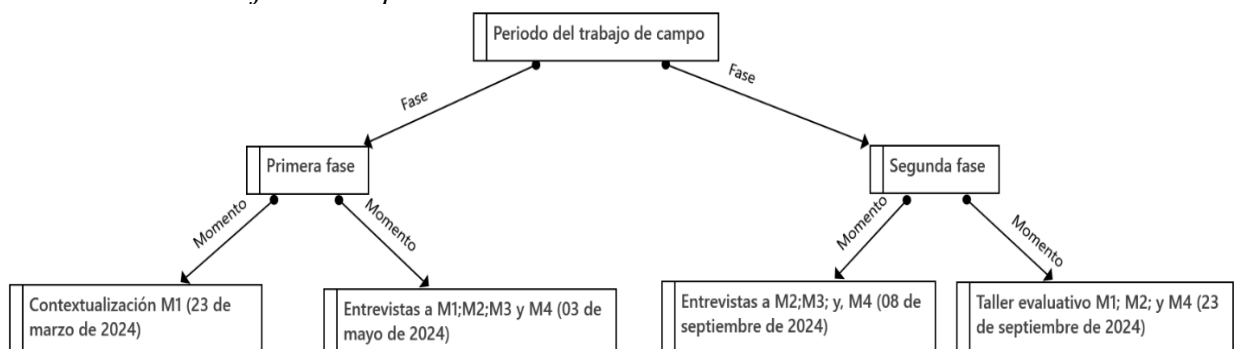 Periodo del trabajo de campo
Fase
Fase
Primera fase
Segunda fase
Momento
Momento
Momento
Momento
Contextualización M1 (23 de
marzo de 2024)
Entrevistas a M1;M2;M3 y M4 (03 de
mayo de 2024)
Entrevistas a M2;M3; y, M4 (08 de
septiembre de 2024)
Taller evaluativo M1; M2; y M4 (23
de septiembre de 2024)